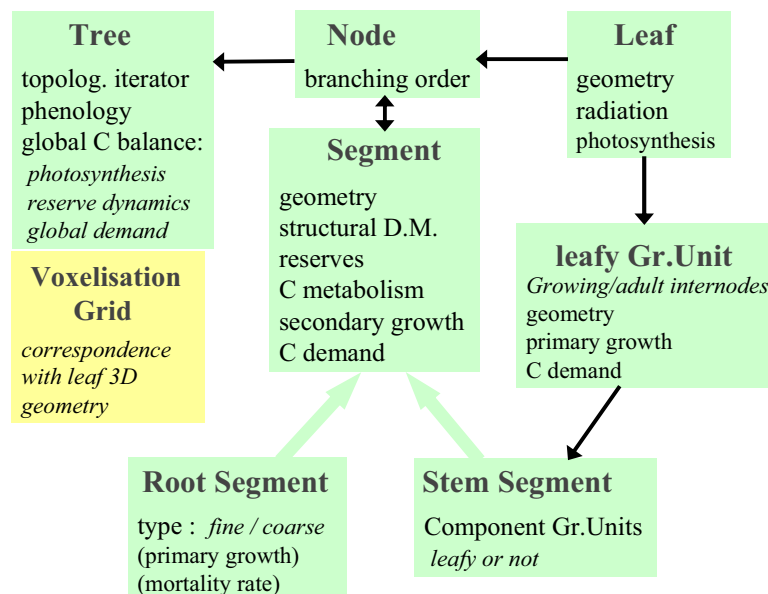 Tree
topolog. iterator
phenology
global C balance:
photosynthesis
reserve dynamics
global demand
Voxelisation
Grid
correspondence
with leaf 3D
geometry
Node
branching order
Segment
geometry
structural D.M.
reserves
C metabolism
secondary growth
C demand
Leaf
geometry
radiation
photosynthesis
leafy Gr.Unit
Growing/adult internodes
geometry
primary growth
C demand
Root Segment
type : fine / coarse
(primary growth)
(mortality rate)
Stem Segment
Component Gr.Units
leafy or not